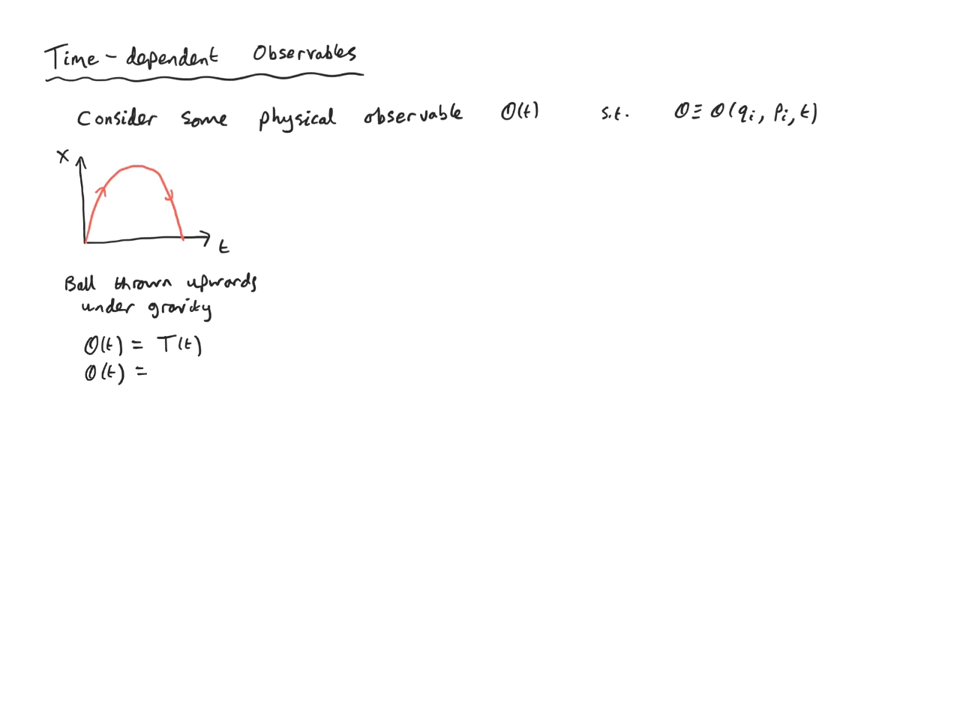 Time-dependent Observables
Consider some physical observable O(t) s.t. O ≡ O(qᵢ, pᵢ, t)
x
t
Ball thrown upwards
under gravity
O(t) = T(t)
O(t) =